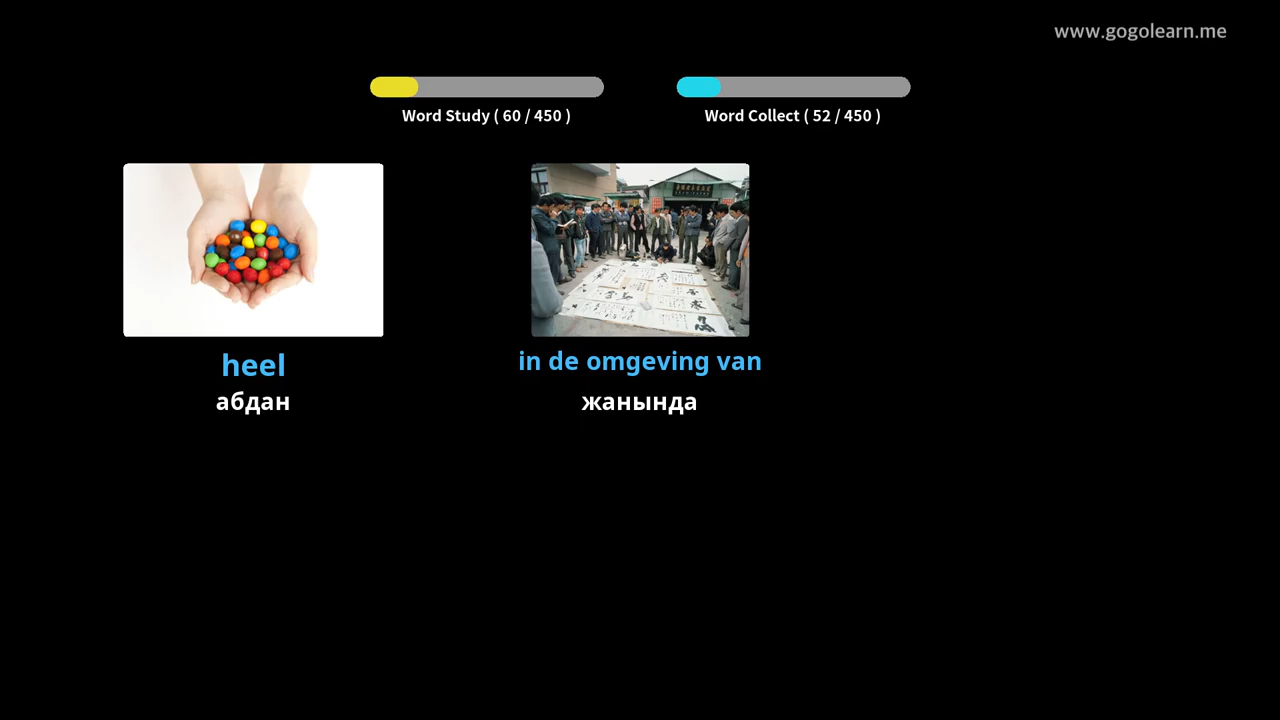 www.gogolearn.me
Word Study ( 60 / 450 )
Word Collect ( 52 / 450 )
heel
абдан
in de omgeving van
жанында